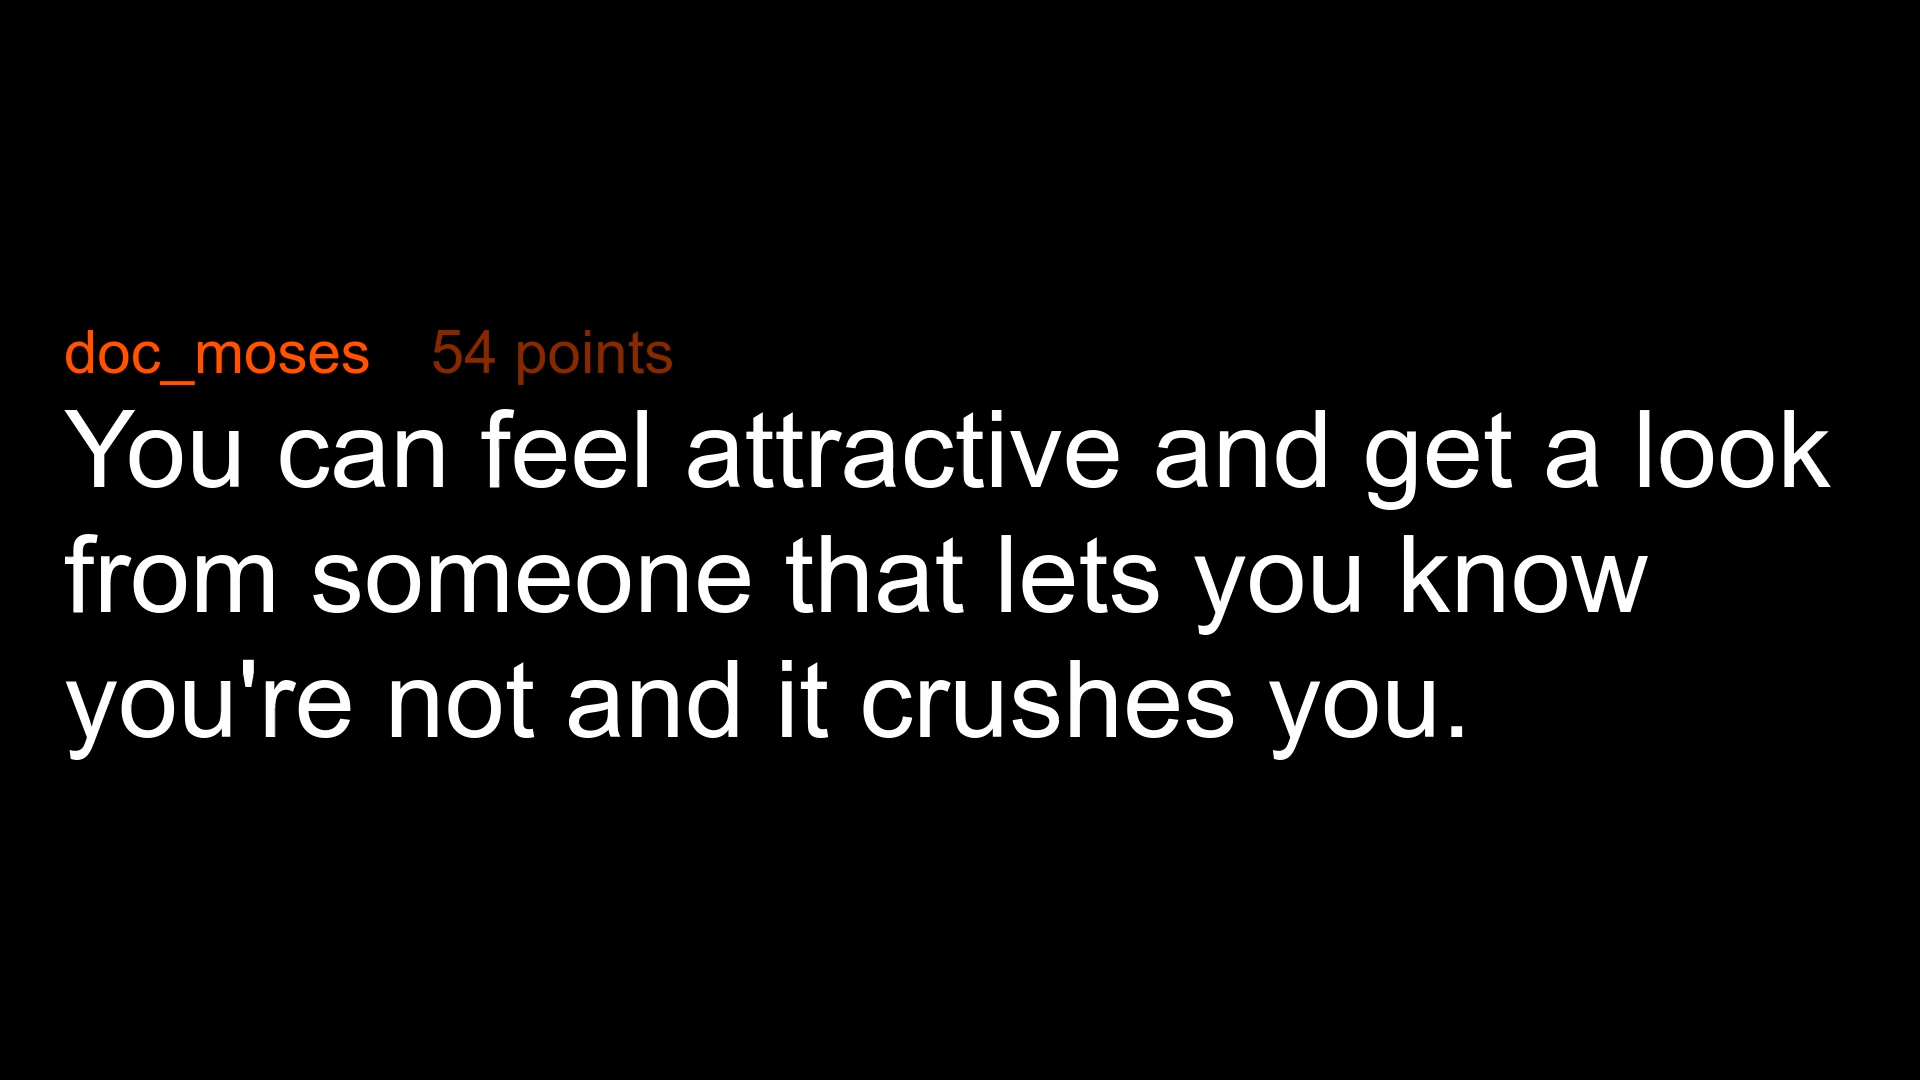 doc_moses 54 points
You can feel attractive and get a look
from someone that lets you know
you're not and it crushes you.